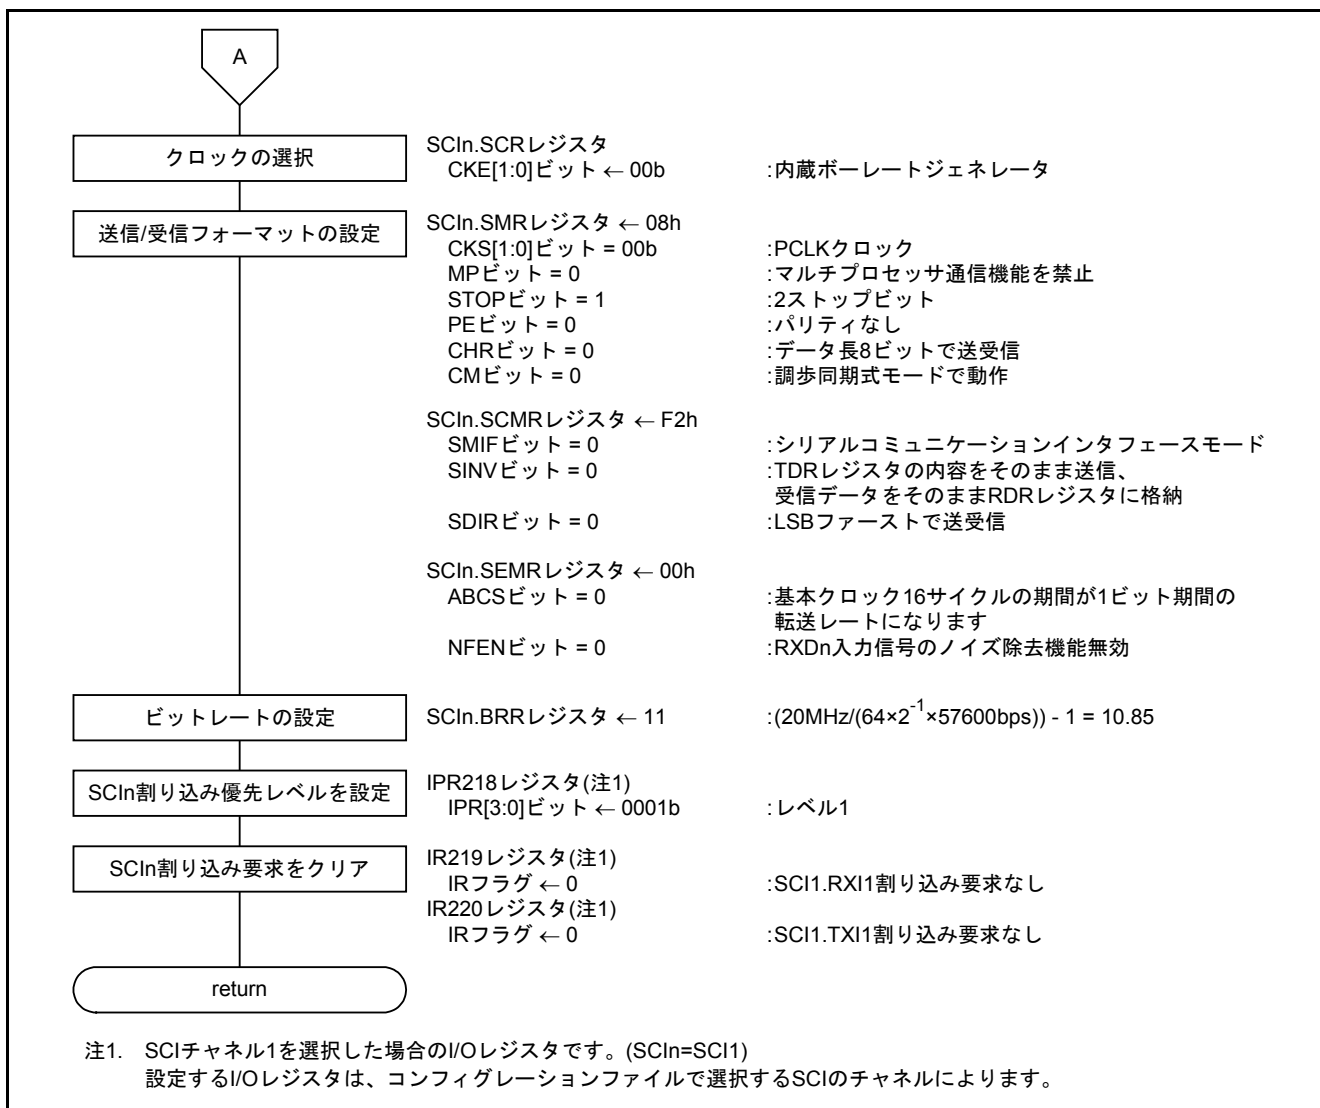 A
クロックの選択
SCIn.SCRレジスタ
CKE[1:0]ビット ← 00b :内蔵ボーレートジェネレータ
送信/受信フォーマットの設定
SCIn.SMRレジスタ ← 08h
CKS[1:0]ビット = 00b :PCLKクロック
MPビット = 0 :マルチプロセッサ通信機能を禁止
STOPビット = 1 :2ストップビット
PEビット = 0 :パリティなし
CHRビット = 0 :データ長8ビットで送受信
CMビット = 0 :調歩同期式モードで動作
SCIn.SCMRレジスタ ← F2h
SMIFビット = 0 :シリアルコミュニケーションインタフェースモード
SINVビット = 0 :TDRレジスタの内容をそのまま送信、
受信データをそのままRDRレジスタに格納
SDIRビット = 0 :LSBファーストで送受信
SCIn.SEMRレジスタ ← 00h
ABCSビット = 0 :基本クロック16サイクルの期間が1ビット期間の
転送レートになります
NFENビット = 0 :RXDn入力信号のノイズ除去機能無効
ビットレートの設定 SCIn.BRRレジスタ ← 11 :(20MHz/(64×2⁻¹×57600bps)) - 1 = 10.85
SCIn割り込み優先レベルを設定
IPR218レジスタ(注1)
IPR[3:0]ビット ← 0001b :レベル1
SCIn割り込み要求をクリア
IR219レジスタ(注1)
IRフラグ ← 0 :SCI1.RXI1割り込み要求なし
IR220レジスタ(注1)
IRフラグ ← 0 :SCI1.TXI1割り込み要求なし
return
注1. SCIチャネル1を選択した場合のI/Oレジスタです。(SCIn=SCI1)
設定するI/Oレジスタは、コンフィグレーションファイルで選択するSCIのチャネルによります。